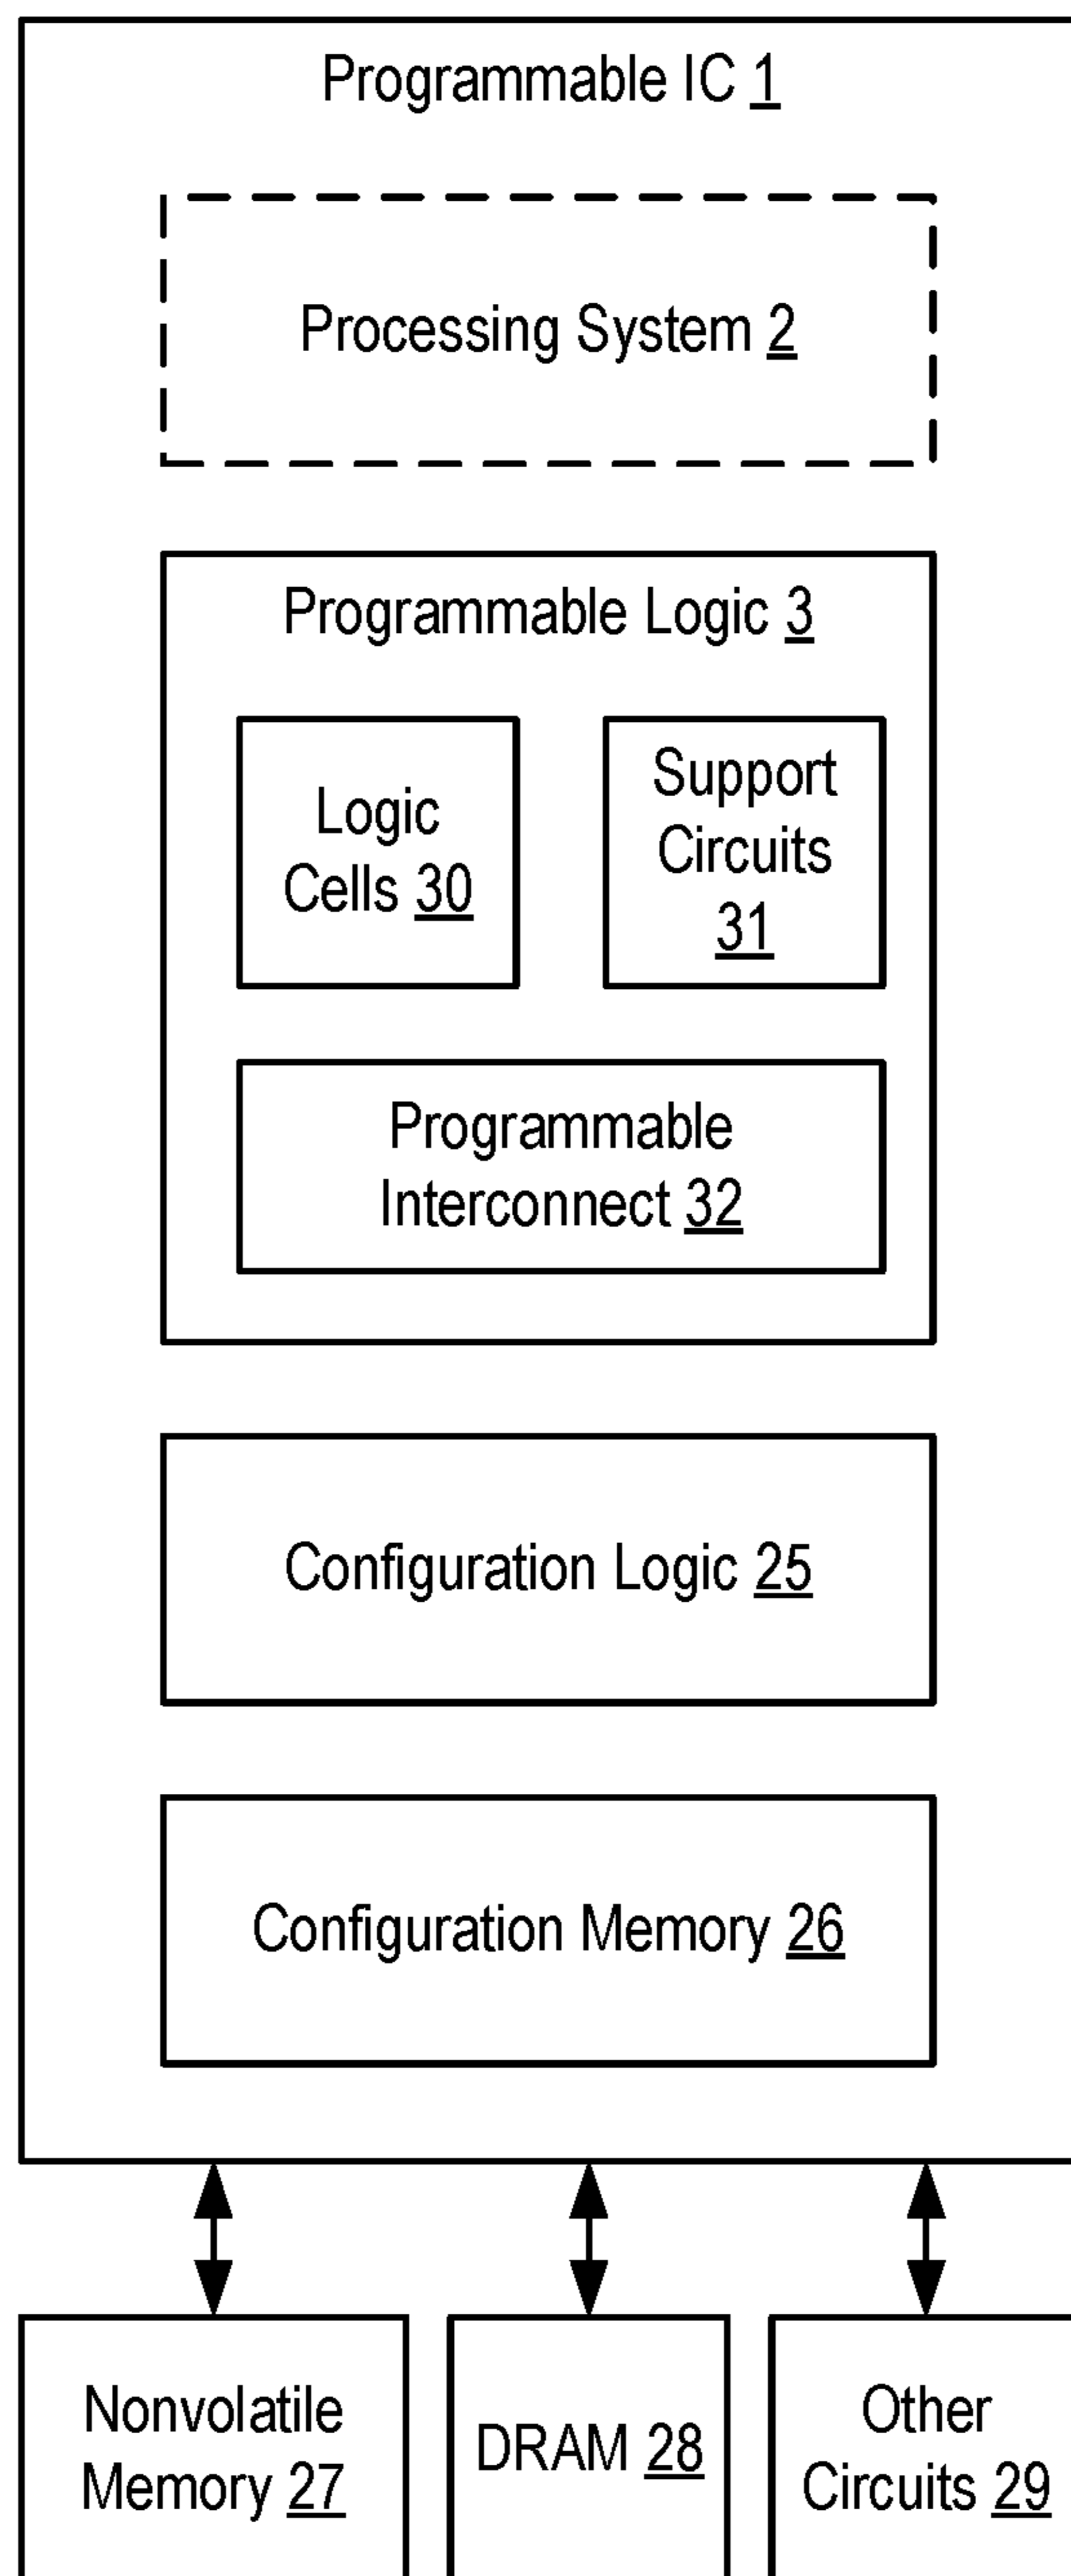 Programmable IC 1
Processing System 2
Programmable Logic 3
Logic
Cells 30
Support
Circuits
31
Programmable
Interconnect 32
Configuration Logic 25
Configuration Memory 26
Nonvolatile
Memory 27
DRAM 28
Other
Circuits 29